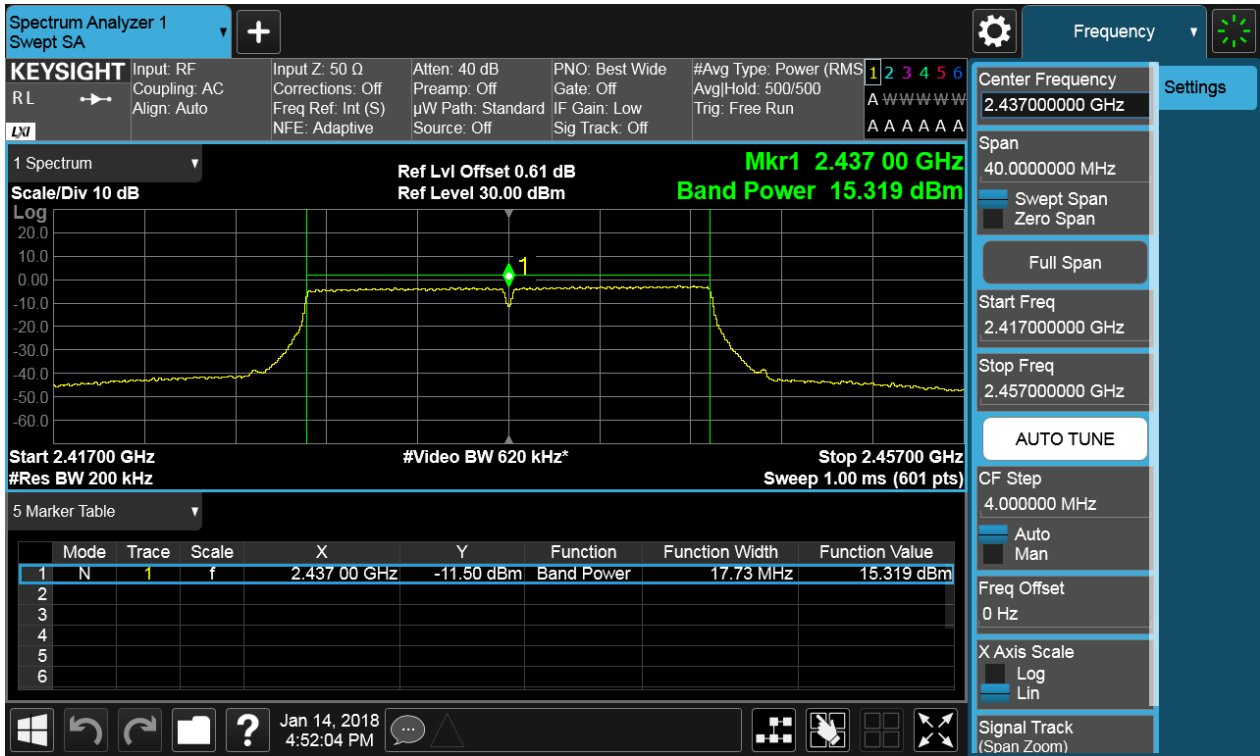 Spectrum Analyzer 1
Swept SA
+
Frequency
KEYSIGHT
RL
LXI
Input: RF
Coupling: AC
Align: Auto
Input Z: 50 Ω
Corrections: Off
Freq Ref: Int (S)
NFE: Adaptive
Atten: 40 dB
Preamp: Off
µW Path: Standard
Source: Off
PNO: Best Wide
Gate: Off
IF Gain: Low
Sig Track: Off
#Avg Type: Power (RMS
Avg|Hold: 500/500
Trig: Free Run
1 2 3 4 5 6
A W W W W W
A A A A A A
1 Spectrum
Scale/Div 10 dB
Ref Lvl Offset 0.61 dB
Ref Level 30.00 dBm
Mkr1 2.437 00 GHz
Band Power 15.319 dBm
Log
20.0
10.0
0.00
-10.0
-20.0
-30.0
-40.0
-50.0
-60.0
1
Start 2.41700 GHz
#Video BW 620 kHz*
Stop 2.45700 GHz
#Res BW 200 kHz
Sweep 1.00 ms (601 pts)
5 Marker Table
Mode Trace Scale X Y Function Function Width Function Value
1 N 1 f 2.437 00 GHz -11.50 dBm Band Power 17.73 MHz 15.319 dBm
2
3
4
5
6
?
Jan 14, 2018
4:52:04 PM
Center Frequency
2.437000000 GHz
Span
40.0000000 MHz
Swept Span
Zero Span
Full Span
Start Freq
2.417000000 GHz
Stop Freq
2.457000000 GHz
AUTO TUNE
CF Step
4.000000 MHz
Auto
Man
Freq Offset
0 Hz
X Axis Scale
Log
Lin
Signal Track
(Span Zoom)
Settings